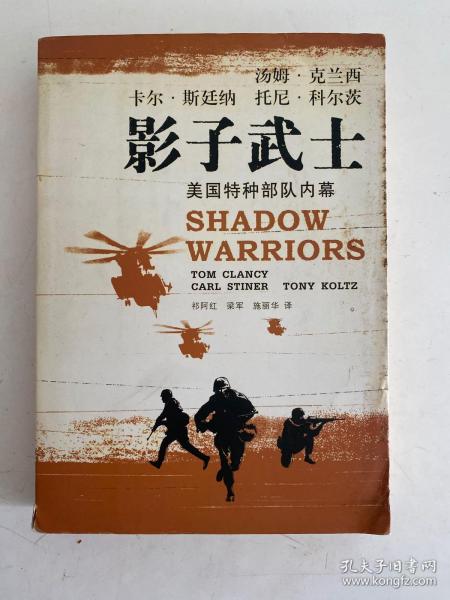 汤姆·克兰西
卡尔·斯廷纳 托尼·科尔茨
影子武士
美国特种部队内幕
SHADOW
WARRIORS
TOM CLANCY
CARL STINER TONY KOLTZ
祁阿红 梁军 施丽华 译
孔夫子旧书网
www.kongfz.com